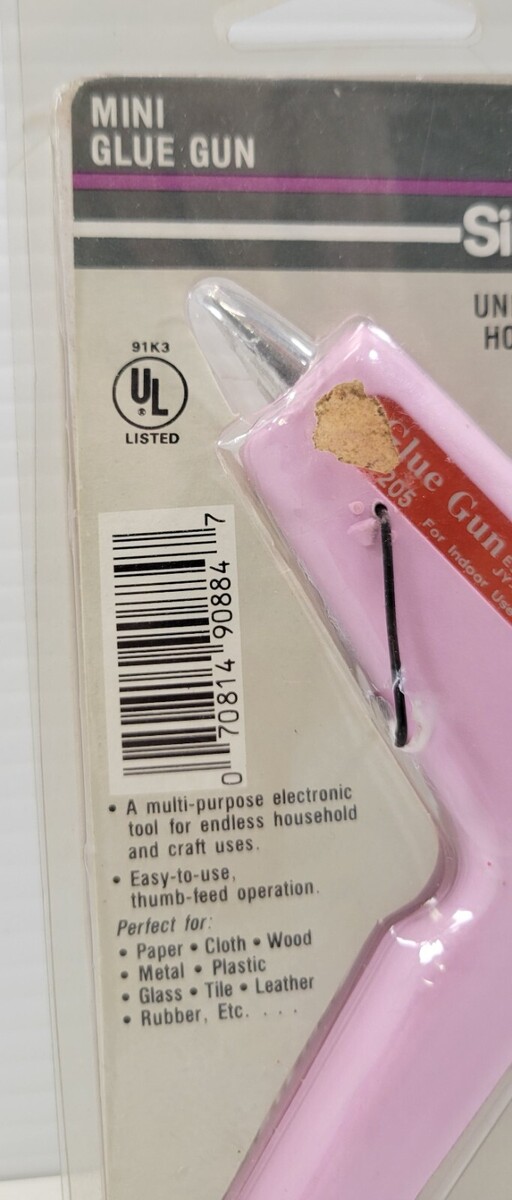 MINI
GLUE GUN
Si
UN
HO
91K3
UL
®
LISTED
Glue Gun
205
For Indoor Use
JY
0 70814 90884 7
• A multi-purpose electronic
tool for endless household
and craft uses.
• Easy-to-use,
thumb-feed operation.
Perfect for:
• Paper • Cloth • Wood
• Metal • Plastic
• Glass • Tile • Leather
• Rubber, Etc. . . .